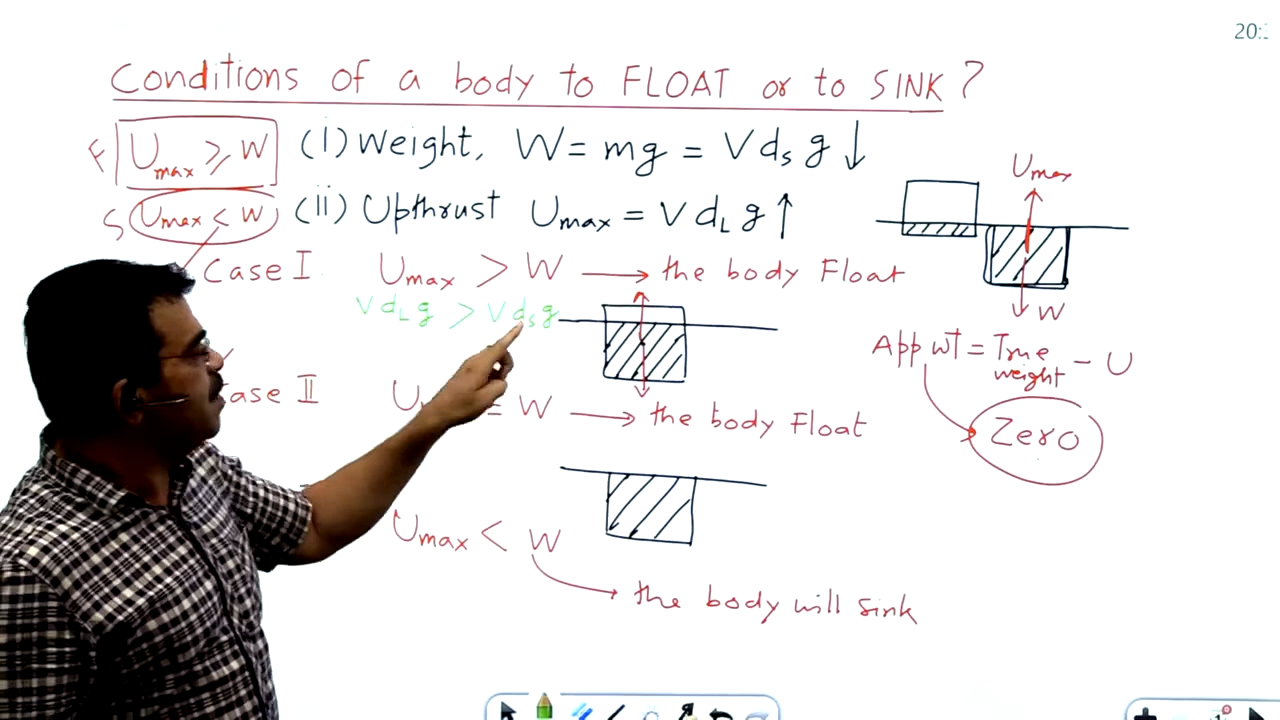 20:
Conditions of a body to FLOAT or to SINK ?
F Umax ≥ W (i) Weight, W = mg = V ds g ↓
S Umax < W (ii) Upthrust Umax = V dL g ↑
Umax
W
Case I Umax > W → the body Float
V dL g > V ds g
App wt = True weight - U
Zero
ase II U = W → the body Float
Umax < W
→ the body will sink